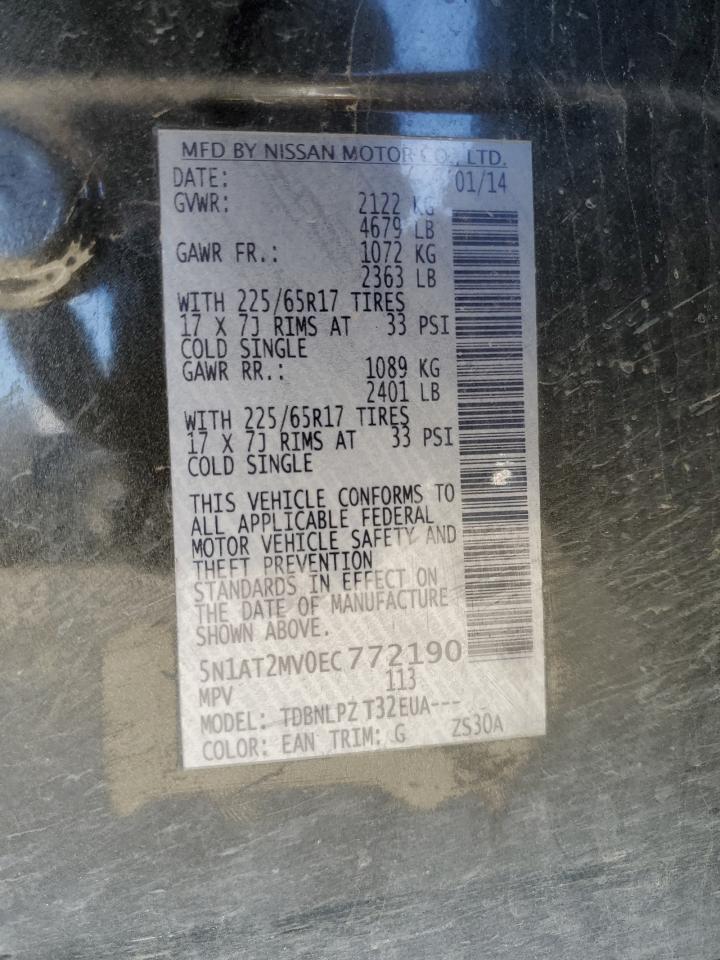 MFD BY NISSAN MOTOR CO., LTD.
DATE: 01/14
GVWR: 2122 KG
4679 LB
GAWR FR.: 1072 KG
2363 LB
WITH 225/65R17 TIRES
17 X 7J RIMS AT 33 PSI
COLD SINGLE
GAWR RR.: 1089 KG
2401 LB
WITH 225/65R17 TIRES
17 X 7J RIMS AT 33 PSI
COLD SINGLE
THIS VEHICLE CONFORMS TO
ALL APPLICABLE FEDERAL
MOTOR VEHICLE SAFETY AND
THEFT PREVENTION
STANDARDS IN EFFECT ON
THE DATE OF MANUFACTURE
SHOWN ABOVE.
5N1AT2MV0EC772190
MPV 113
MODEL: TDBNLPZ T32EUA---
COLOR: EAN TRIM: G ZS30A